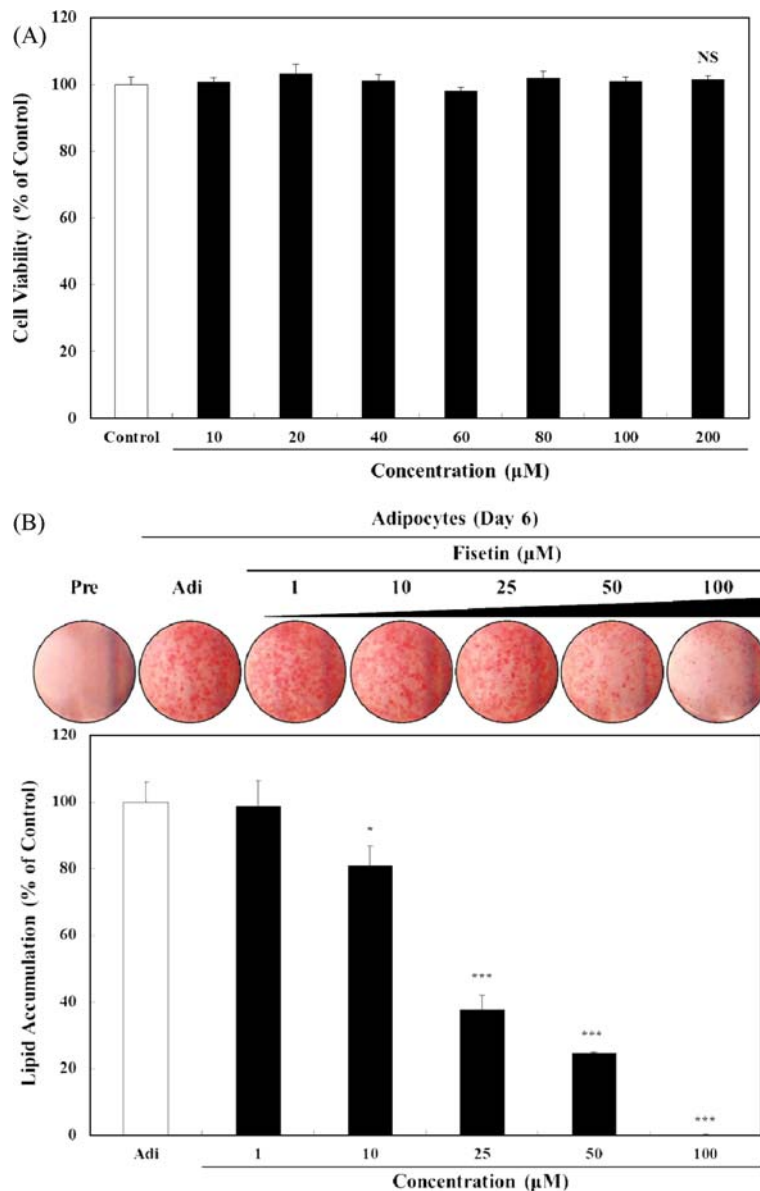 (A)
120
100
80
60
40
20
0
Cell Viability (% of Control)
NS
Control 10 20 40 60 80 100 200
Concentration (µM)
(B)
Adipocytes (Day 6)
Fisetin (µM)
Pre Adi 1 10 25 50 100
120
100
80
60
40
20
0
Lipid Accumulation (% of Control)
*
***
***
***
Adi 1 10 25 50 100
Concentration (µM)